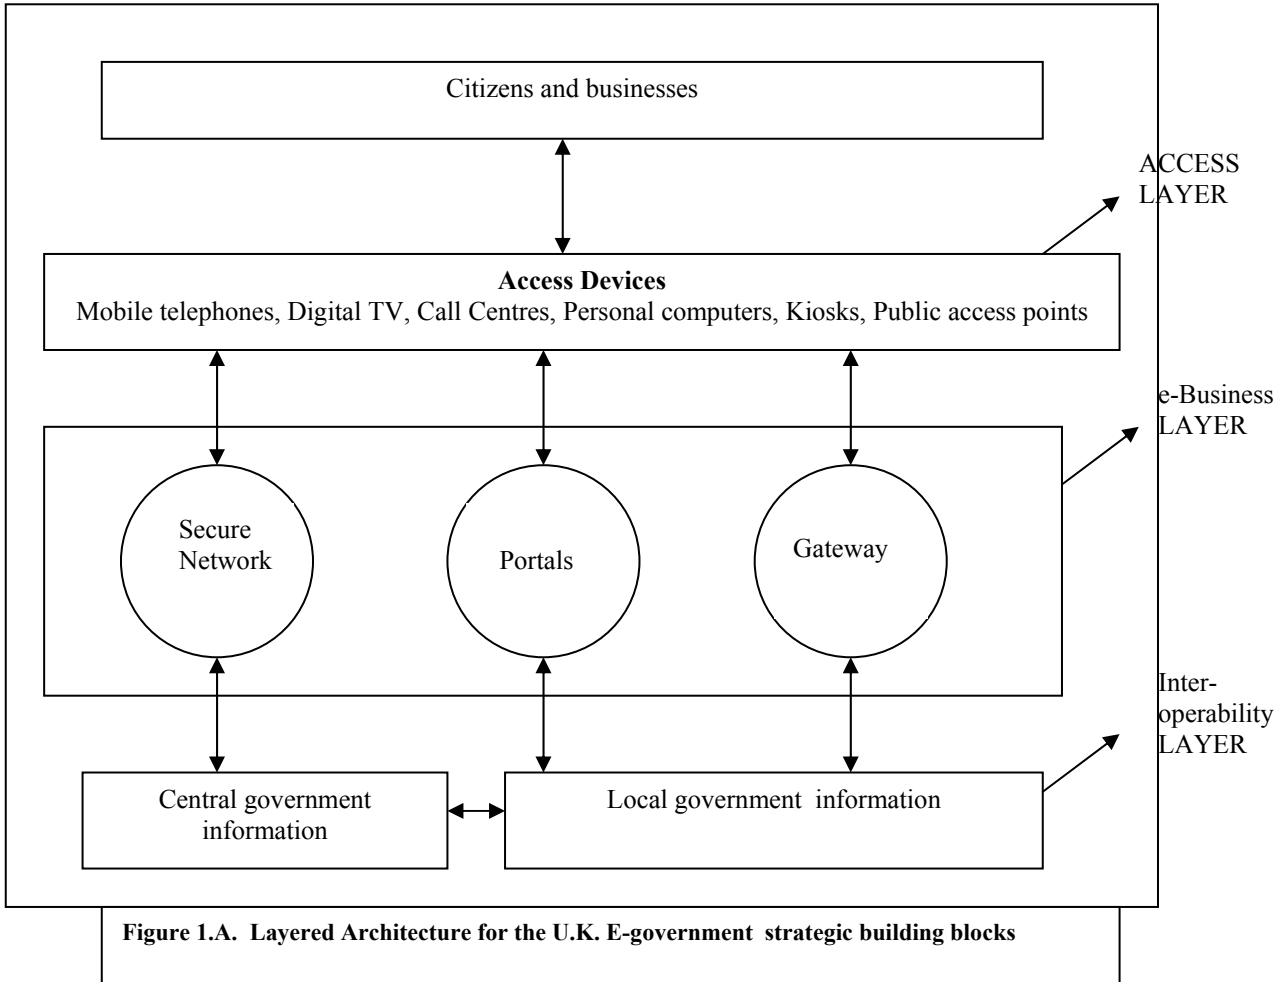 Citizens and businesses
ACCESS
LAYER
Access Devices
Mobile telephones, Digital TV, Call Centres, Personal computers, Kiosks, Public access points
e-Business
LAYER
Secure
Network
Portals
Gateway
Inter-
operability
LAYER
Central government
information
Local government information
Figure 1.A. Layered Architecture for the U.K. E-government strategic building blocks